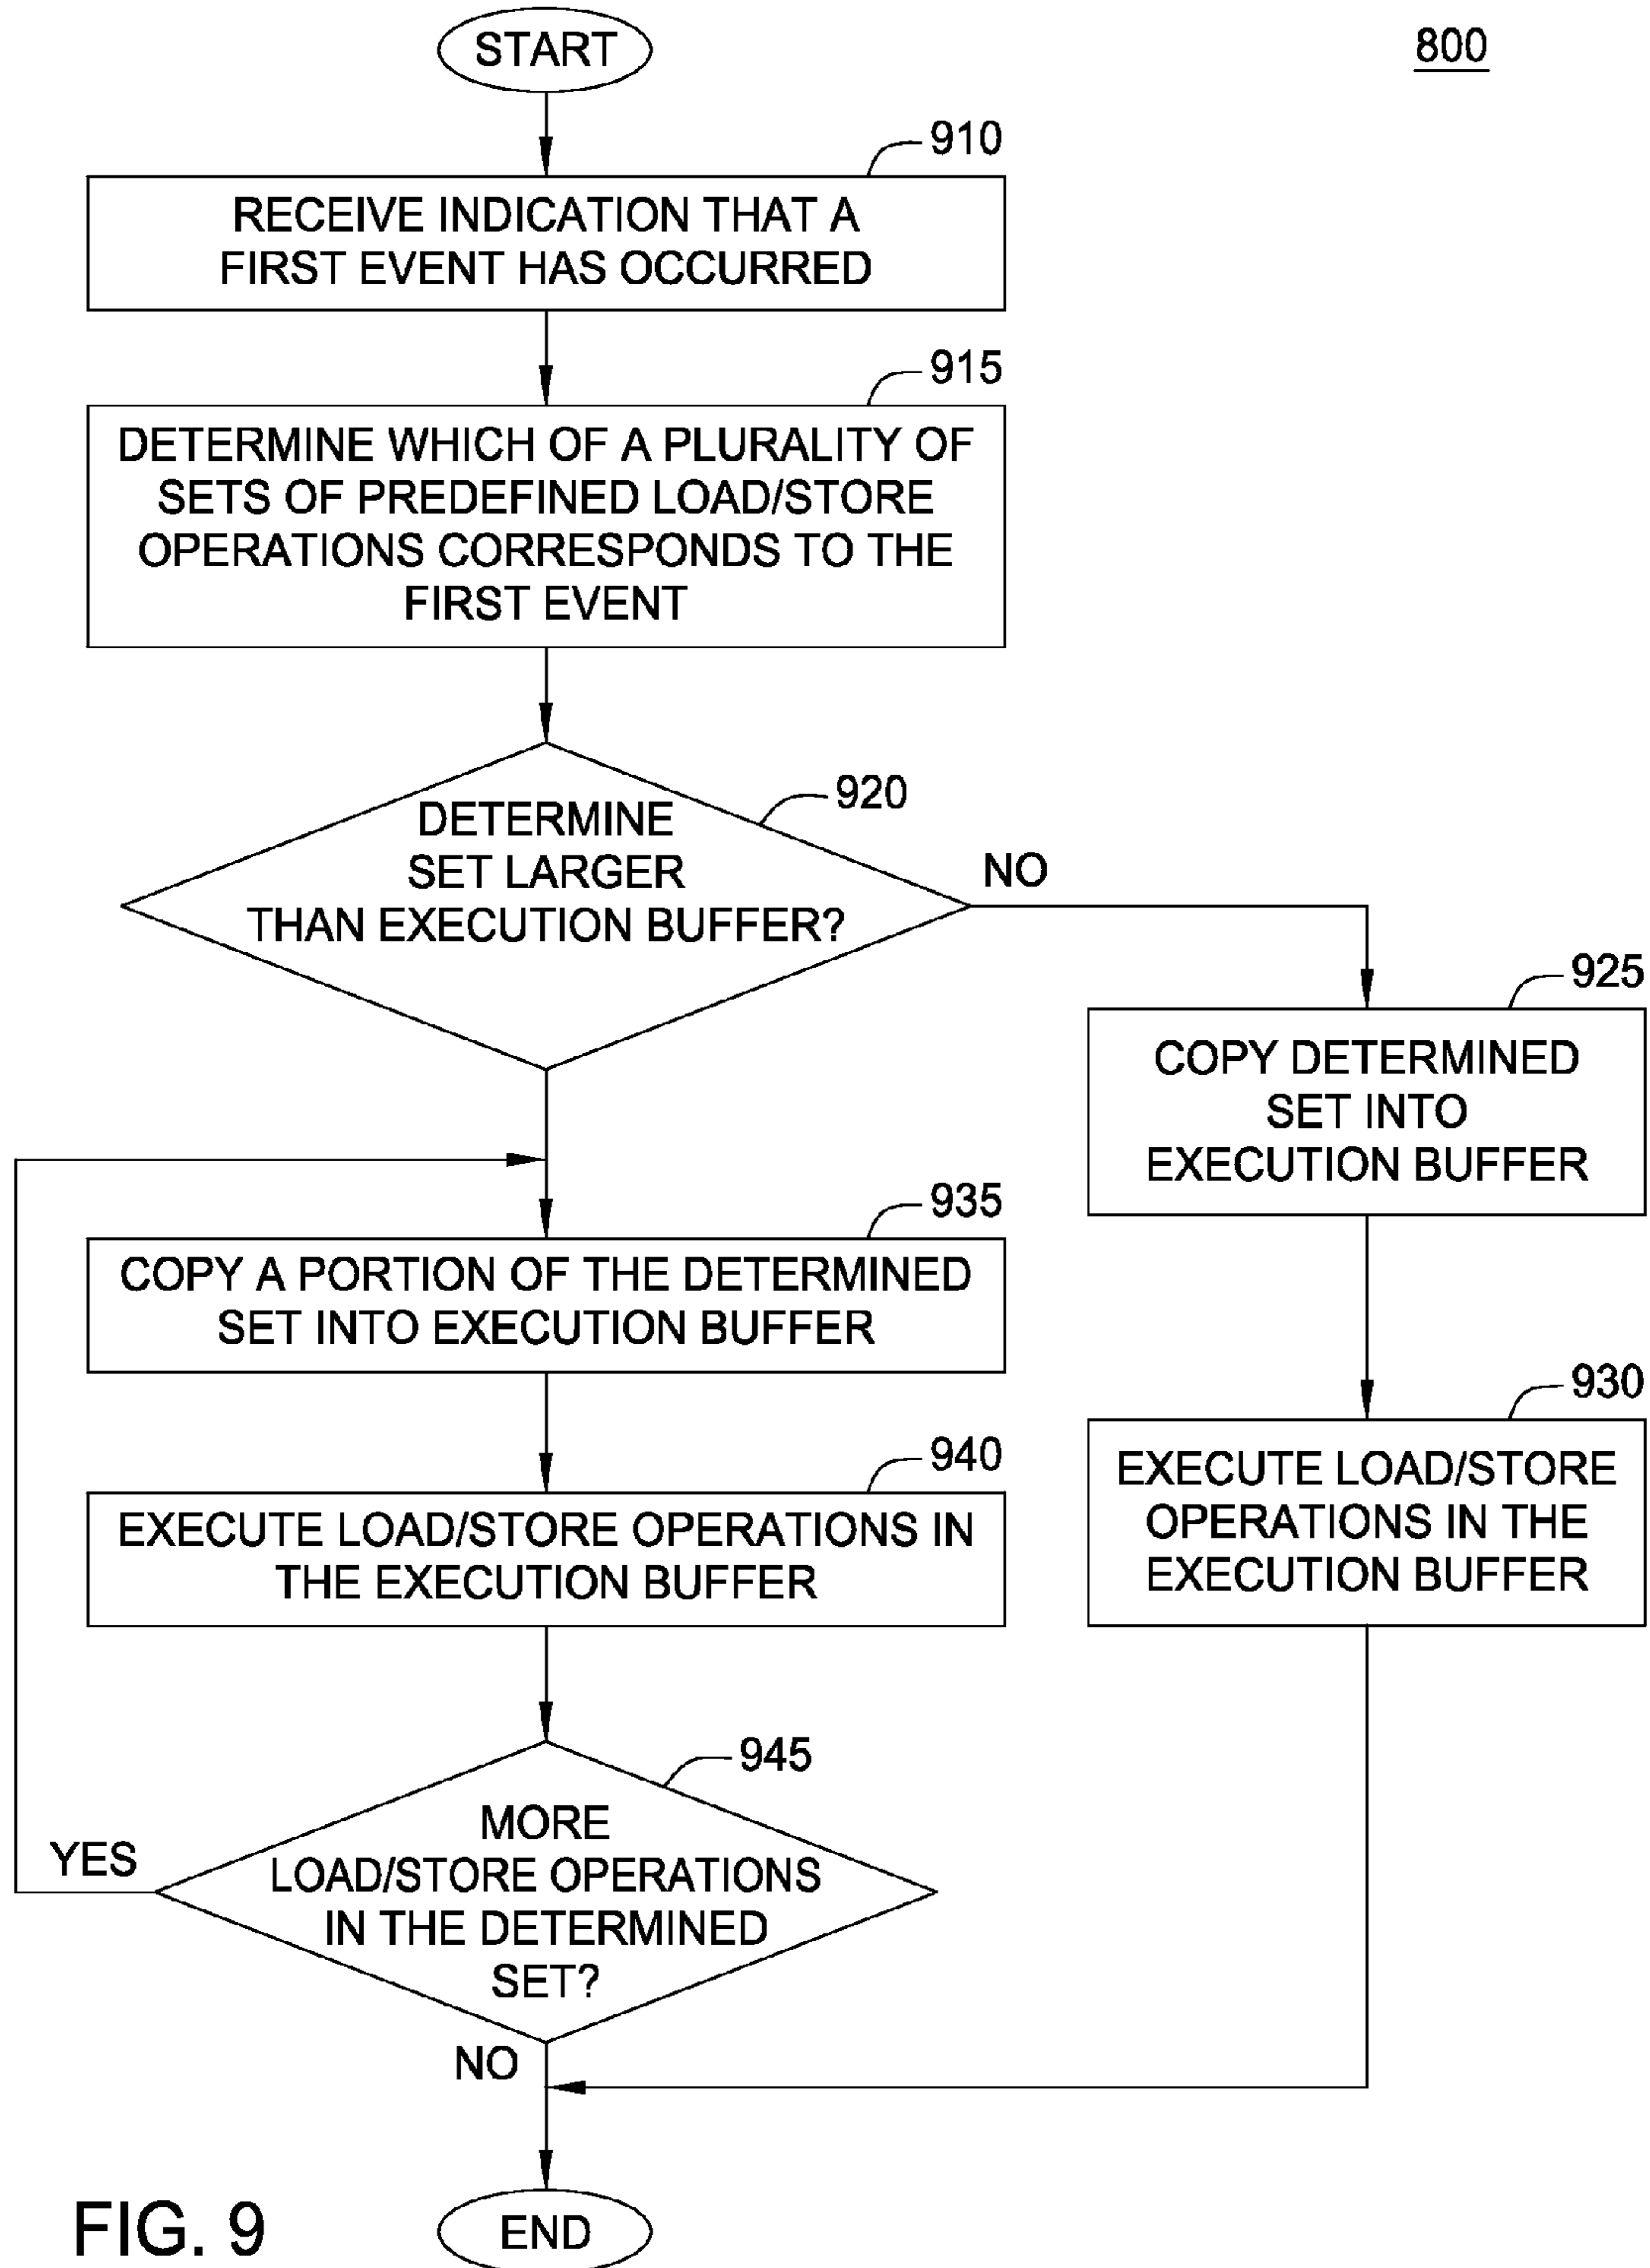 START
800
910
RECEIVE INDICATION THAT A
FIRST EVENT HAS OCCURRED
915
DETERMINE WHICH OF A PLURALITY OF
SETS OF PREDEFINED LOAD/STORE
OPERATIONS CORRESPONDS TO THE
FIRST EVENT
920
DETERMINE
SET LARGER
THAN EXECUTION BUFFER?
NO
925
COPY DETERMINED
SET INTO
EXECUTION BUFFER
935
COPY A PORTION OF THE DETERMINED
SET INTO EXECUTION BUFFER
930
EXECUTE LOAD/STORE
OPERATIONS IN THE
EXECUTION BUFFER
940
EXECUTE LOAD/STORE OPERATIONS IN
THE EXECUTION BUFFER
945
MORE
LOAD/STORE OPERATIONS
IN THE DETERMINED
SET?
YES
NO
END
FIG. 9